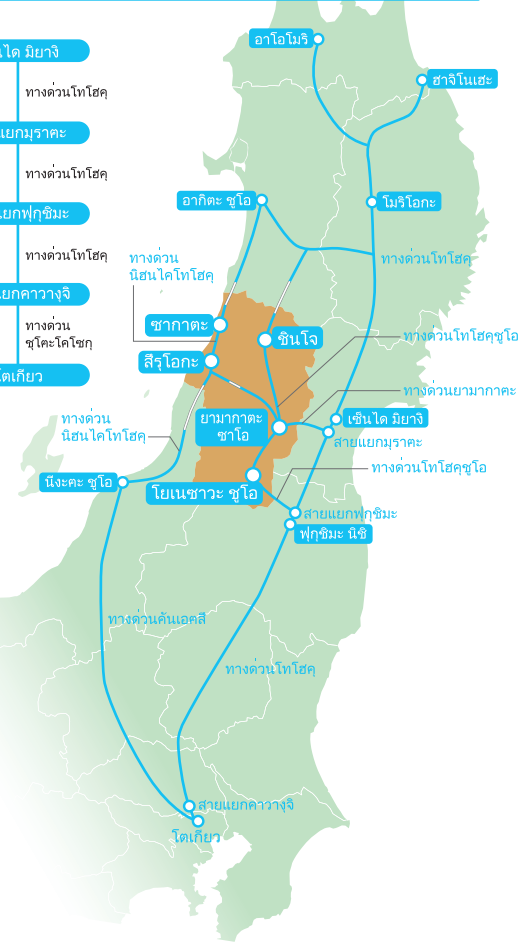 อาโอโมริ
ฮาจิโนเฮะ
นได มิยางิ
ทางด่วนโทโฮคุ
แยกมุราตะ
ทางด่วนโทโฮคุ
แยกฟุกุชิมะ
ทางด่วนโทโฮคุ
แยกคาวางุจิ
ทางด่วน
ชุโตะโคโซกุ
โตเกียว
อากิตะ ชูโอ
โมริโอกะ
ทางด่วน
นิฮนไคโทโฮคุ
ทางด่วนโทโฮคุ
ซากาตะ
ชินโจ
ทางด่วนโทโฮคุชูโอ
สึรุโอกะ
ทางด่วนยามากาตะ
ทางด่วน
นิฮนไคโทโฮคุ
ยามากาตะ
ซาโอ
เซ็นได มิยางิ
สายแยกมุราตะ
ทางด่วนโทโฮคุชูโอ
นีงะตะ ชูโอ
โยเนซาวะ ชูโอ
สายแยกฟุกุชิมะ
ฟุกุชิมะ นิชิ
ทางด่วนคันเอตสึ
ทางด่วนโทโฮคุ
สายแยกคาวางุจิ
โตเกียว